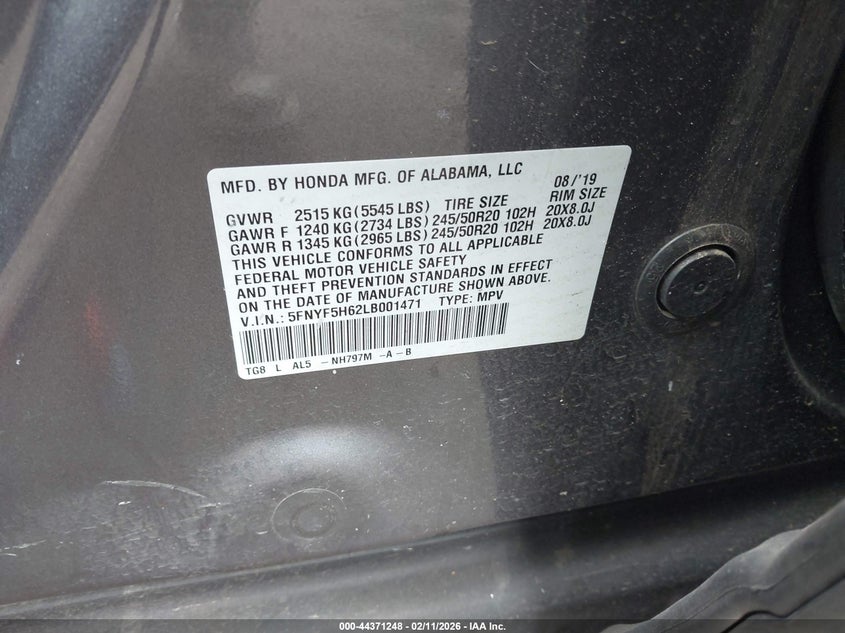 MFD. BY HONDA MFG. OF ALABAMA, LLC 08/'19
GVWR 2515 KG (5545 LBS) TIRE SIZE RIM SIZE
GAWR F 1240 KG (2734 LBS) 245/50R20 102H 20X8.0J
GAWR R 1345 KG (2965 LBS) 245/50R20 102H 20X8.0J
THIS VEHICLE CONFORMS TO ALL APPLICABLE
FEDERAL MOTOR VEHICLE SAFETY
AND THEFT PREVENTION STANDARDS IN EFFECT
ON THE DATE OF MANUFACTURE SHOWN ABOVE.
V.I.N.: 5FNYF5H62LB001471 TYPE: MPV
TG8 L AL5 -NH797M -A-B
000-44371248 - 02/11/2026 - IAA Inc.